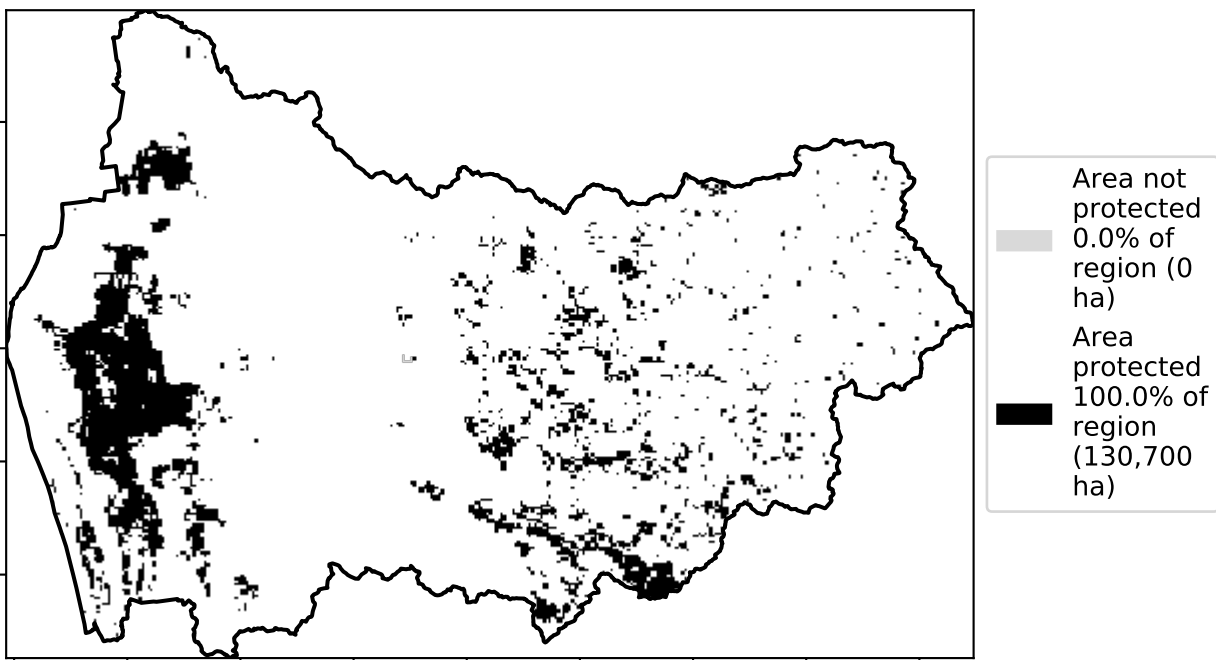 Area not
protected
0.0% of
region (0
ha)
Area
protected
100.0% of
region
(130,700
ha)